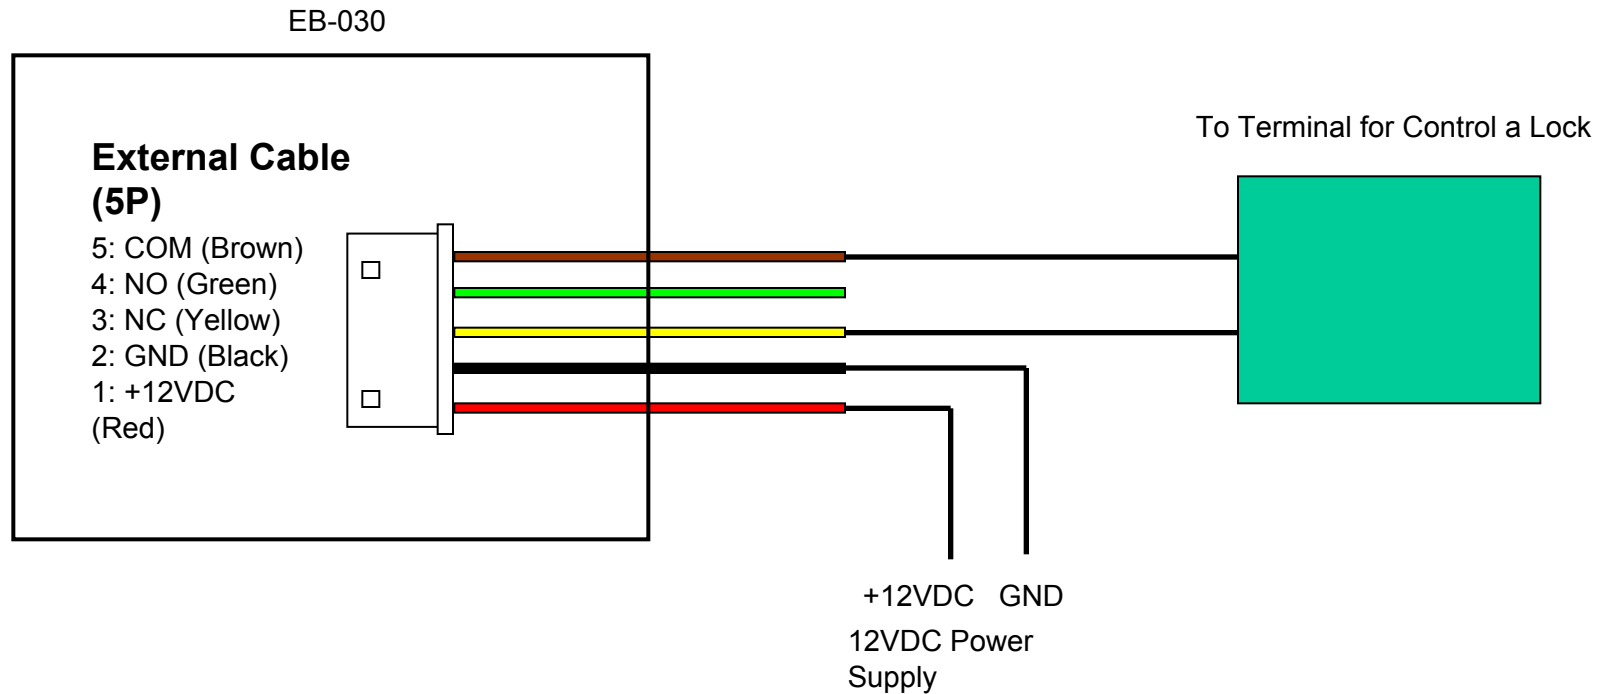 EB-030
To Terminal for Control a Lock
External Cable
(5P)
5: COM (Brown)
4: NO (Green)
3: NC (Yellow)
2: GND (Black)
1: +12VDC
(Red)
+12VDC GND
12VDC Power
Supply